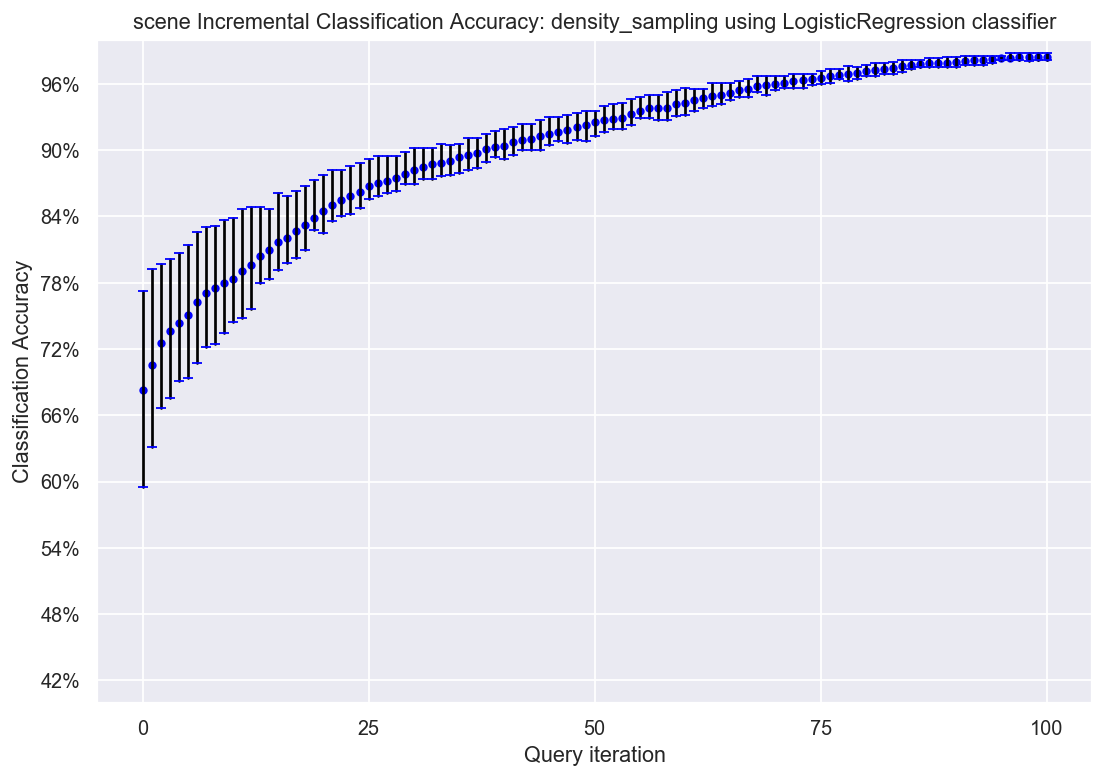 scene Incremental Classification Accuracy: density_sampling using LogisticRegression classifier
Classification Accuracy
96%
90%
84%
78%
72%
66%
60%
54%
48%
42%
0 25 50 75 100
Query iteration